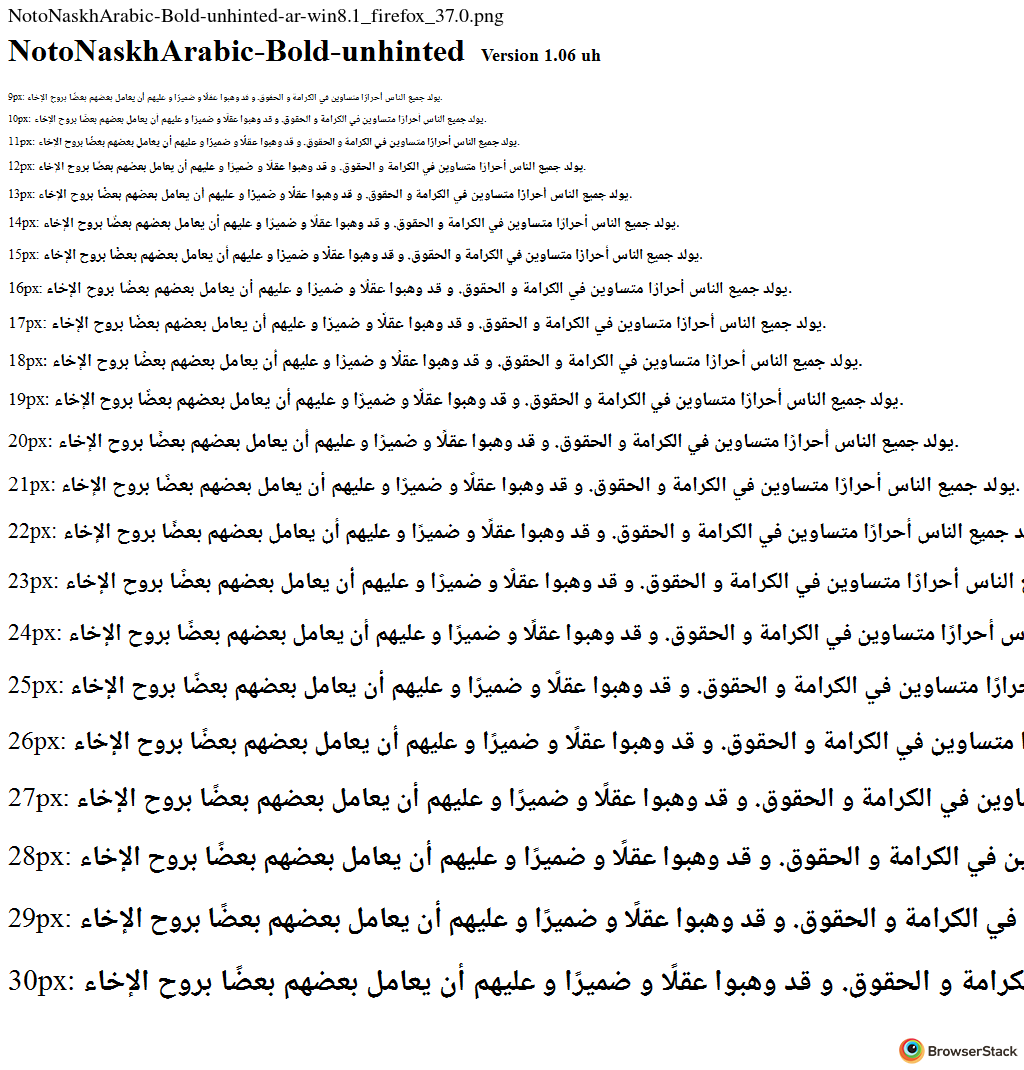 NotoNaskhArabic-Bold-unhinted-ar-win8.1_firefox_37.0.png
NotoNaskhArabic-Bold-unhinted Version 1.06 uh
9px: يولد جميع الناس أحرارًا متساوين في الكرامة و الحقوق. و قد وهبوا عقلًا و ضميرًا و عليهم أن يعامل بعضهم بعضًا بروح الإخاء.
10px: يولد جميع الناس أحرارًا متساوين في الكرامة و الحقوق. و قد وهبوا عقلًا و ضميرًا و عليهم أن يعامل بعضهم بعضًا بروح الإخاء.
11px: يولد جميع الناس أحرارًا متساوين في الكرامة و الحقوق. و قد وهبوا عقلًا و ضميرًا و عليهم أن يعامل بعضهم بعضًا بروح الإخاء.
12px: يولد جميع الناس أحرارًا متساوين في الكرامة و الحقوق. و قد وهبوا عقلًا و ضميرًا و عليهم أن يعامل بعضهم بعضًا بروح الإخاء.
13px: يولد جميع الناس أحرارًا متساوين في الكرامة و الحقوق. و قد وهبوا عقلًا و ضميرًا و عليهم أن يعامل بعضهم بعضًا بروح الإخاء.
14px: يولد جميع الناس أحرارًا متساوين في الكرامة و الحقوق. و قد وهبوا عقلًا و ضميرًا و عليهم أن يعامل بعضهم بعضًا بروح الإخاء.
15px: يولد جميع الناس أحرارًا متساوين في الكرامة و الحقوق. و قد وهبوا عقلًا و ضميرًا و عليهم أن يعامل بعضهم بعضًا بروح الإخاء.
16px: يولد جميع الناس أحرارًا متساوين في الكرامة و الحقوق. و قد وهبوا عقلًا و ضميرًا و عليهم أن يعامل بعضهم بعضًا بروح الإخاء.
17px: يولد جميع الناس أحرارًا متساوين في الكرامة و الحقوق. و قد وهبوا عقلًا و ضميرًا و عليهم أن يعامل بعضهم بعضًا بروح الإخاء.
18px: يولد جميع الناس أحرارًا متساوين في الكرامة و الحقوق. و قد وهبوا عقلًا و ضميرًا و عليهم أن يعامل بعضهم بعضًا بروح الإخاء.
19px: يولد جميع الناس أحرارًا متساوين في الكرامة و الحقوق. و قد وهبوا عقلًا و ضميرًا و عليهم أن يعامل بعضهم بعضًا بروح الإخاء.
20px: يولد جميع الناس أحرارًا متساوين في الكرامة و الحقوق. و قد وهبوا عقلًا و ضميرًا و عليهم أن يعامل بعضهم بعضًا بروح الإخاء.
21px: يولد جميع الناس أحرارًا متساوين في الكرامة و الحقوق. و قد وهبوا عقلًا و ضميرًا و عليهم أن يعامل بعضهم بعضًا بروح الإخاء.
22px: جميع الناس أحرارًا متساوين في الكرامة و الحقوق. و قد وهبوا عقلًا و ضميرًا و عليهم أن يعامل بعضهم بعضًا بروح الإخاء
23px: الناس أحرارًا متساوين في الكرامة و الحقوق. و قد وهبوا عقلًا و ضميرًا و عليهم أن يعامل بعضهم بعضًا بروح الإخاء
24px: أحرارًا متساوين في الكرامة و الحقوق. و قد وهبوا عقلًا و ضميرًا و عليهم أن يعامل بعضهم بعضًا بروح الإخاء
25px: متساوين في الكرامة و الحقوق. و قد وهبوا عقلًا و ضميرًا و عليهم أن يعامل بعضهم بعضًا بروح الإخاء
26px: متساوين في الكرامة و الحقوق. و قد وهبوا عقلًا و ضميرًا و عليهم أن يعامل بعضهم بعضًا بروح الإخاء
27px: في الكرامة و الحقوق. و قد وهبوا عقلًا و ضميرًا و عليهم أن يعامل بعضهم بعضًا بروح الإخاء
28px: في الكرامة و الحقوق. و قد وهبوا عقلًا و ضميرًا و عليهم أن يعامل بعضهم بعضًا بروح الإخاء
29px: في الكرامة و الحقوق. و قد وهبوا عقلًا و ضميرًا و عليهم أن يعامل بعضهم بعضًا بروح الإخاء
30px: و الحقوق. و قد وهبوا عقلًا و ضميرًا و عليهم أن يعامل بعضهم بعضًا بروح الإخاء
BrowserStack